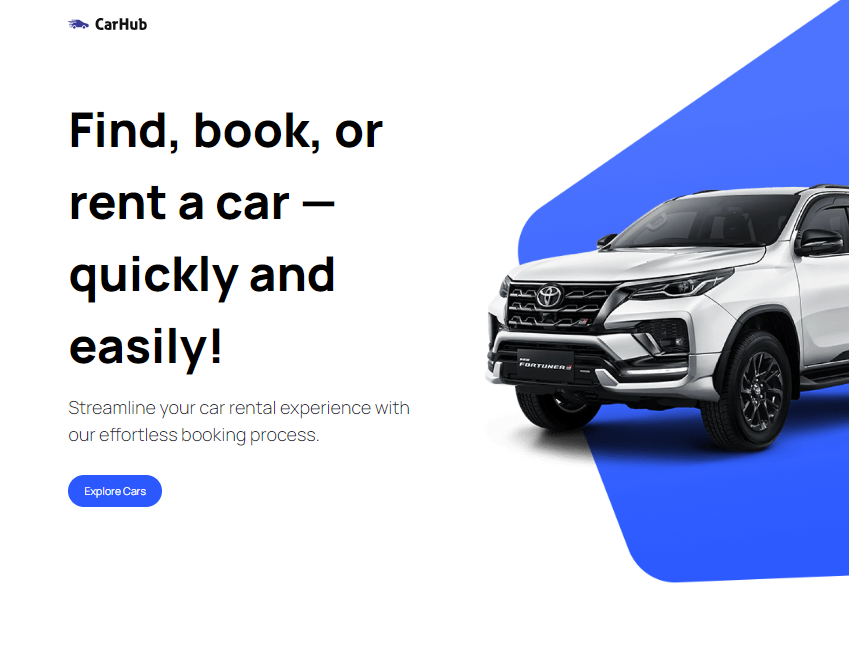 CarHub
Find, book, or
rent a car —
quickly and
easily!
Streamline your car rental experience with
our effortless booking process.
Explore Cars
FORTUNER